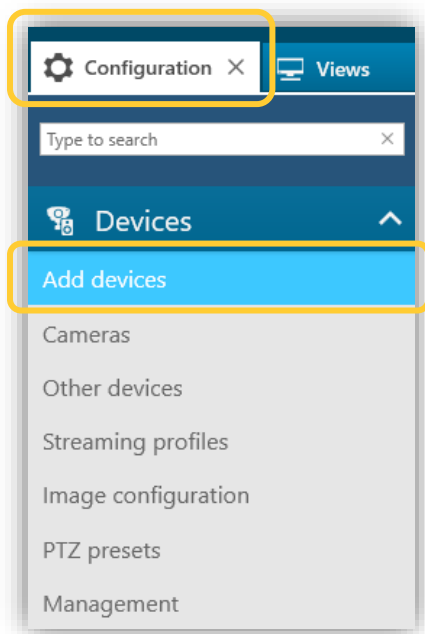 Configuration
Views
Type to search
Devices
Add devices
Cameras
Other devices
Streaming profiles
Image configuration
PTZ presets
Management